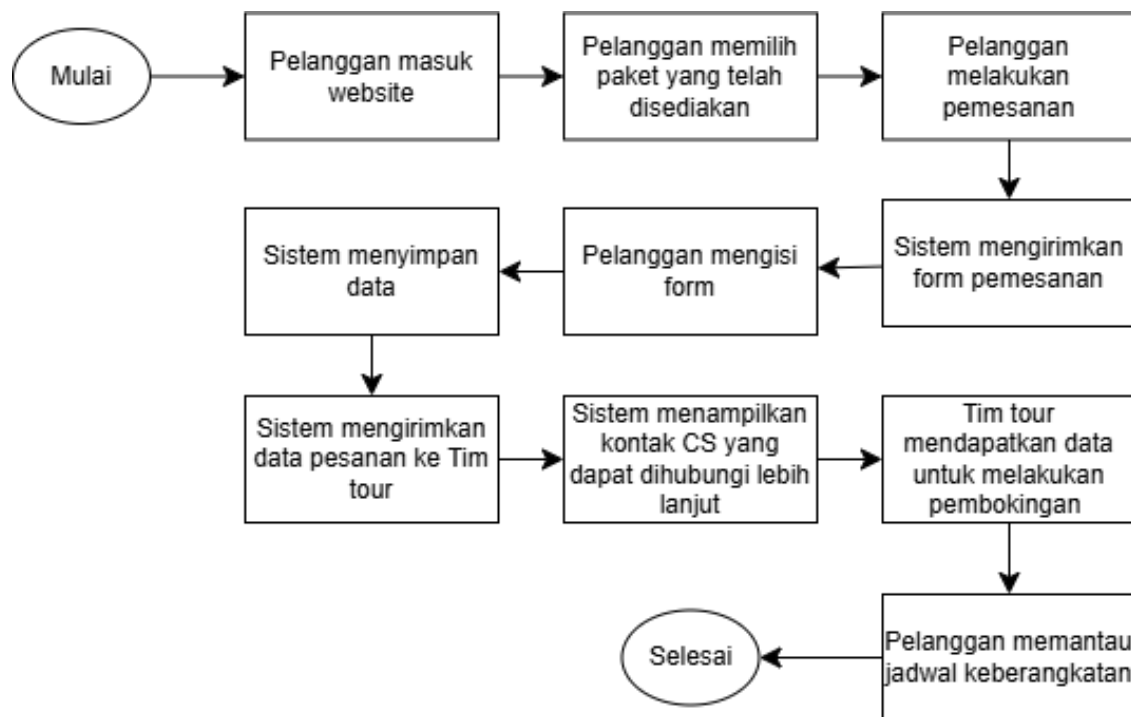 Mulai
Pelanggan masuk
website
Pelanggan memilih
paket yang telah
disediakan
Pelanggan
melakukan
pemesanan
Sistem mengirimkan
form pemesanan
Pelanggan mengisi
form
Sistem menyimpan
data
Sistem mengirimkan
data pesanan ke Tim
tour
Sistem menampilkan
kontak CS yang
dapat dihubungi lebih
lanjut
Tim tour
mendapatkan data
untuk melakukan
pembokingan
Pelanggan memantau
jadwal keberangkatan
Selesai